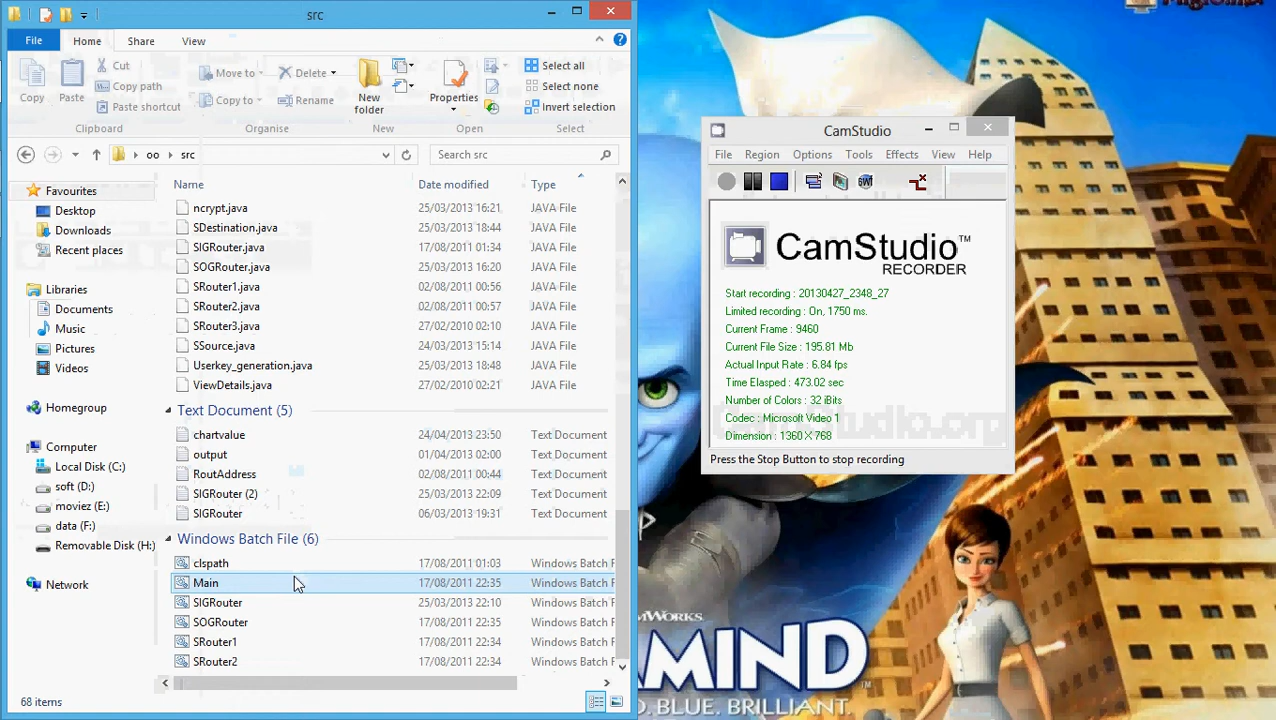 src
File
Home
Share
View
Copy
Paste
Cut
Copy path
Paste shortcut
Move to
Copy to
Delete
Rename
New
folder
Properties
Select all
Select none
Invert selection
Clipboard
Organise
New
Open
Select
oo
src
Search src
Favourites
Desktop
Downloads
Recent places
Libraries
Documents
Music
Pictures
Videos
Homegroup
Computer
Local Disk (C:)
soft (D:)
moviez (E:)
data (F:)
Removable Disk (H:)
Network
Name Date modified Type
ncrypt.java 25/03/2013 16:21 JAVA File
SDestination.java 25/03/2013 18:44 JAVA File
SIGRouter.java 17/08/2011 01:34 JAVA File
SOGRouter.java 25/03/2013 16:20 JAVA File
SRouter1.java 02/08/2011 00:56 JAVA File
SRouter2.java 02/08/2011 00:57 JAVA File
SRouter3.java 27/02/2010 02:10 JAVA File
SSource.java 25/03/2013 15:14 JAVA File
Userkey_generation.java 25/03/2013 18:48 JAVA File
ViewDetails.java 27/02/2010 02:21 JAVA File
Text Document (5)
chartvalue 24/04/2013 23:50 Text Document
output 01/04/2013 12:00 Text Document
RoutAddress 02/08/2011 00:44 Text Document
SIGRouter (2) 25/03/2013 22:09 Text Document
SIGRouter 06/03/2013 19:31 Text Document
Windows Batch File (6)
clspath 17/08/2011 01:03 Windows Batch F
Main 17/08/2011 22:35 Windows Batch F
SIGRouter 25/03/2013 22:10 Windows Batch F
SOGRouter 17/08/2011 22:35 Windows Batch F
SRouter1 17/08/2011 22:34 Windows Batch F
SRouter2 17/08/2011 22:34 Windows Batch F
68 items
CamStudio
File Region Options Tools Effects View Help
CamStudio™
RECORDER
Start recording : 20130427_2348_27
Limited recording : On, 1750 ms.
Current Frame : 9460
Current File Size : 195.81 Mb
Actual Input Rate : 6.84 fps
Time Elasped : 473.02 sec
Number of Colors : 32 iBits
Codec : Microsoft Video 1
Dimension : 1360 X 768
CamStudio.org
Press the Stop Button to stop recording
MWORKS
AMIND™
D. BLUE. BRILLIANT.